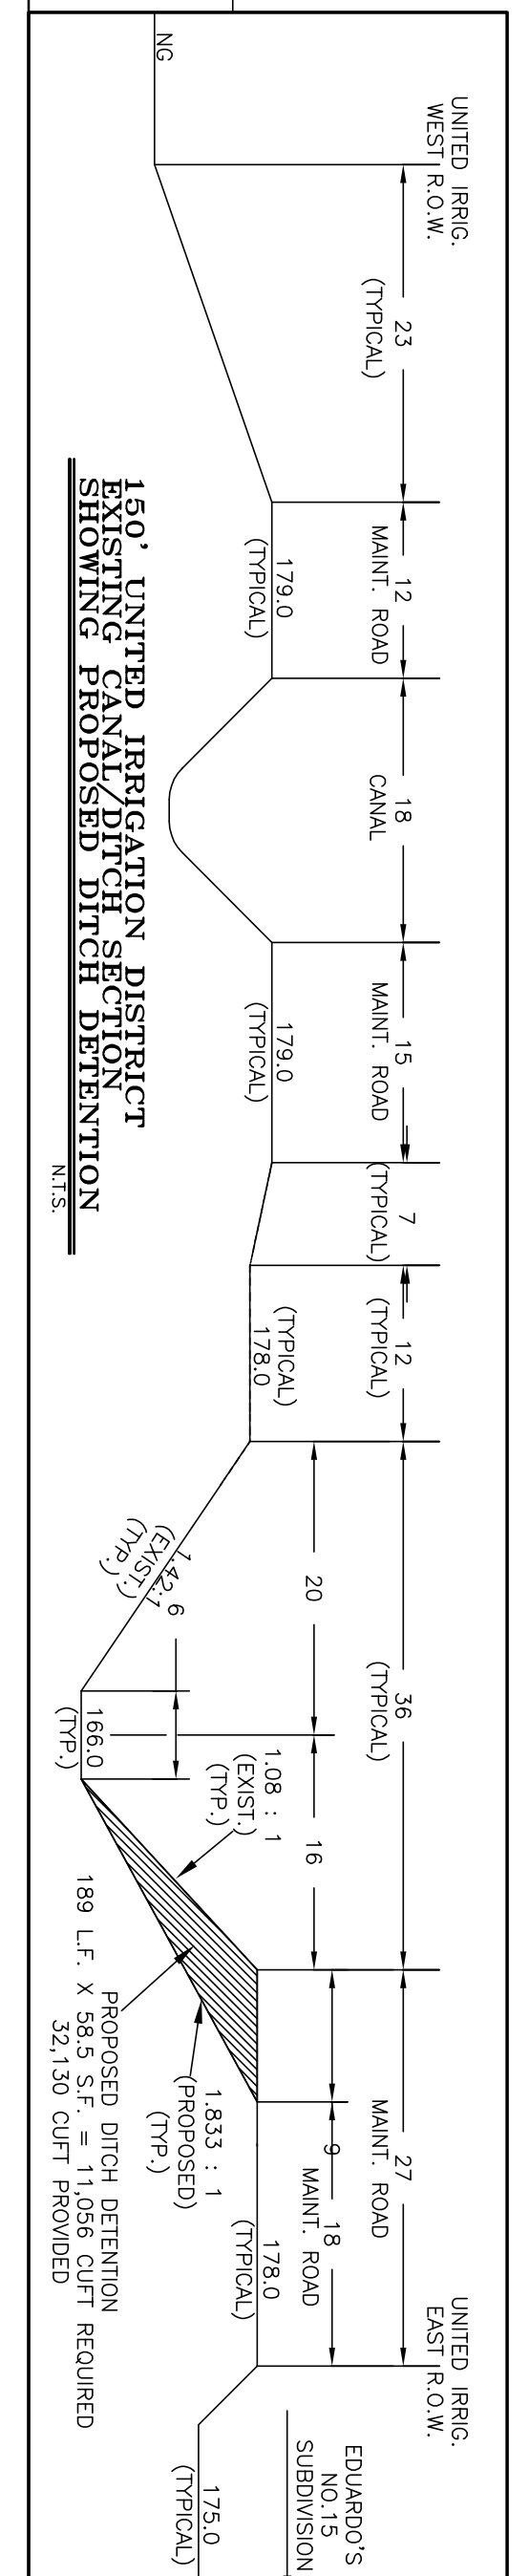 NG
UNITED IRRIG.
WEST R.O.W.
23
(TYPICAL)
12
MAINT. ROAD
179.0
(TYPICAL)
18
CANAL
15
MAINT. ROAD
179.0
(TYPICAL)
7
(TYPICAL)
12
(TYPICAL)
(TYPICAL)
178.0
36
(TYPICAL)
20
16
1.42:1
(EXIST.)
(TYP.)
6
166.0
(TYP.)
1.08 : 1
(EXIST.)
(TYP.)
27
MAINT. ROAD
9
18
MAINT. ROAD
1.833 : 1
(PROPOSED)
(TYP.)
178.0
(TYPICAL)
PROPOSED DITCH DETENTION
189 L.F. X 58.5 S.F. = 11,056 CUFT REQUIRED
32,130 CUFT PROVIDED
UNITED IRRIG.
EAST R.O.W.
EDUARDO'S
NO.15
SUBDIVISION
175.0
(TYPICAL)
150' UNITED IRRIGATION DISTRICT
EXISTING CANAL/DITCH SECTION
SHOWING PROPOSED DITCH DETENTION
N.T.S.